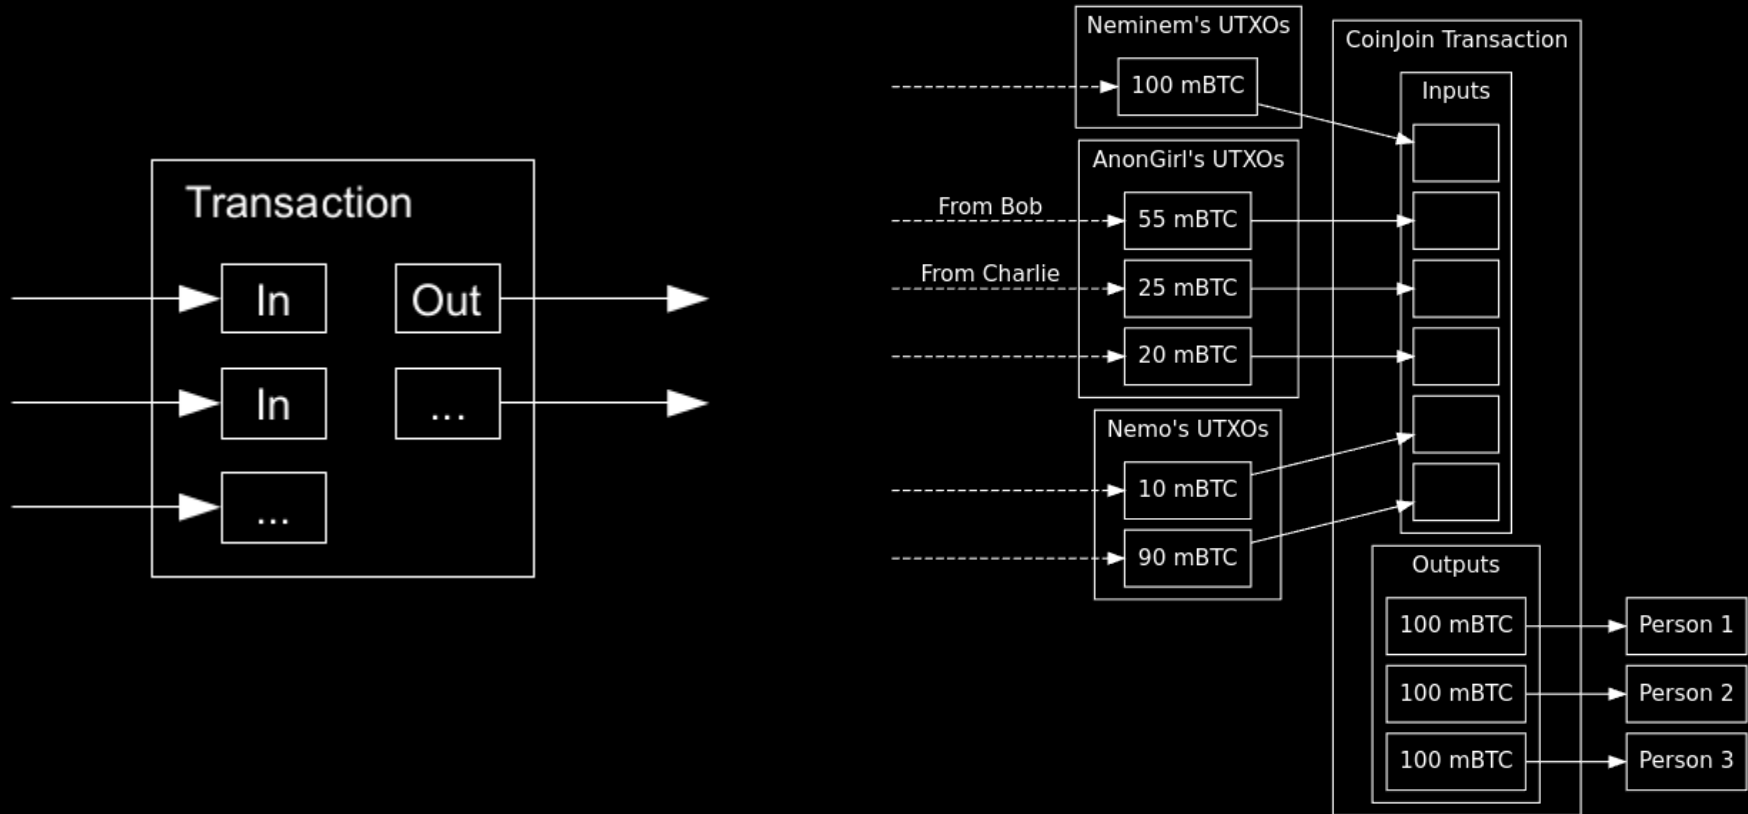 Transaction
In
Out
In
...
...
Neminem's UTXOs
100 mBTC
AnonGirl's UTXOs
From Bob
55 mBTC
From Charlie
25 mBTC
20 mBTC
Nemo's UTXOs
10 mBTC
90 mBTC
CoinJoin Transaction
Inputs
Outputs
100 mBTC
Person 1
100 mBTC
Person 2
100 mBTC
Person 3